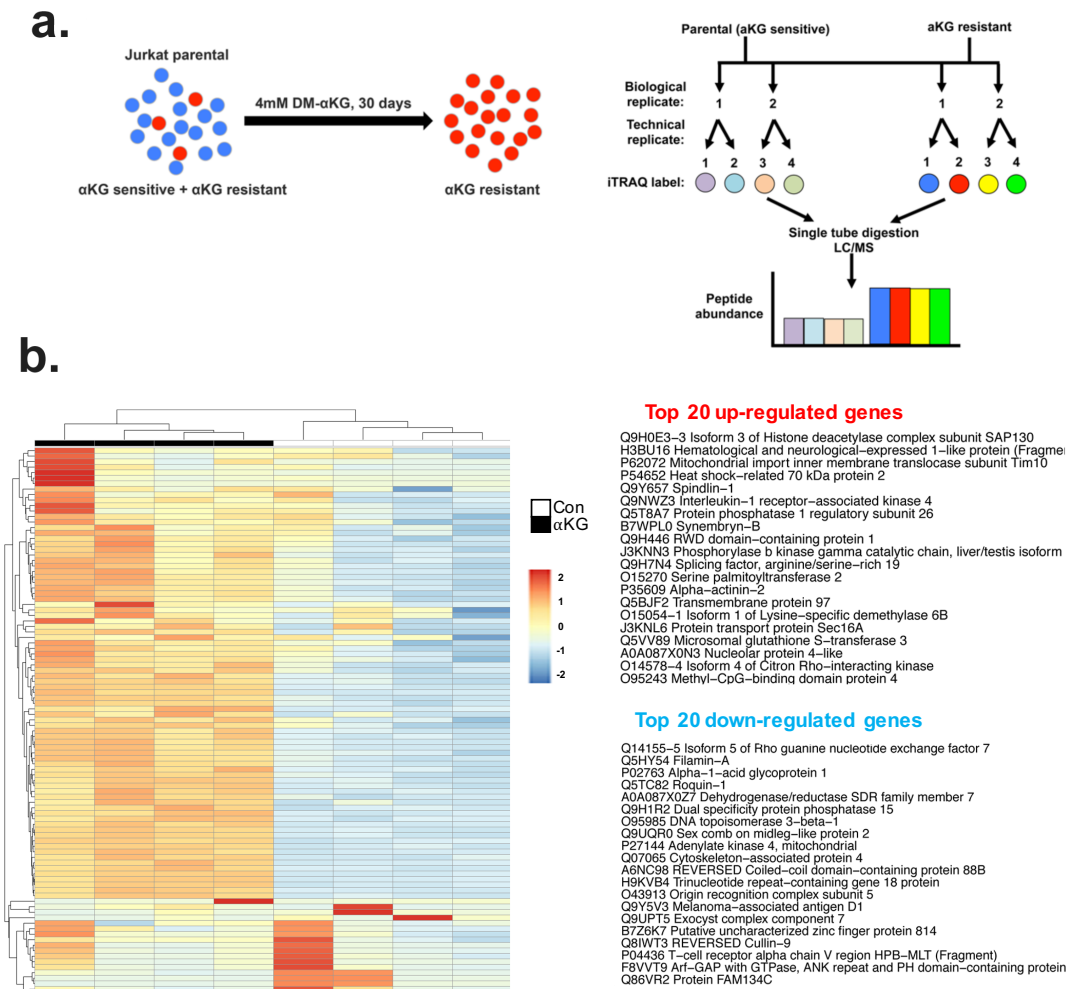 a.
Jurkat parental
4mM DM-αKG, 30 days
αKG sensitive + αKG resistant
αKG resistant
Parental (aKG sensitive)
aKG resistant
Biological
replicate:
1
2
1
2
Technical
replicate:
1
2
3
4
1
2
3
4
iTRAQ label:
Single tube digestion
LC/MS
Peptide
abundance
b.
Con
αKG
2
1
0
-1
-2
Top 20 up-regulated genes
Q9H0E3−3 Isoform 3 of Histone deacetylase complex subunit SAP130
H3BU16 Hematological and neurological−expressed 1−like protein (Fragme
P62072 Mitochondrial import inner membrane translocase subunit Tim10
P54652 Heat shock−related 70 kDa protein 2
Q9Y657 Spindlin−1
Q9NWZ3 Interleukin−1 receptor−associated kinase 4
Q5T8A7 Protein phosphatase 1 regulatory subunit 26
B7WPL0 Synembryn−B
Q9H446 RWD domain−containing protein 1
J3KNN3 Phosphorylase b kinase gamma catalytic chain, liver/testis isoform
Q9H7N4 Splicing factor, arginine/serine−rich 19
O15270 Serine palmitoyltransferase 2
P35609 Alpha−actinin−2
Q5BJF2 Transmembrane protein 97
O15054−1 Isoform 1 of Lysine−specific demethylase 6B
J3KNL6 Protein transport protein Sec16A
Q5VV89 Microsomal glutathione S−transferase 3
A0A087X0N3 Nucleolar protein 4−like
O14578−4 Isoform 4 of Citron Rho−interacting kinase
O95243 Methyl−CpG−binding domain protein 4
Top 20 down-regulated genes
Q14155−5 Isoform 5 of Rho guanine nucleotide exchange factor 7
Q5HY54 Filamin−A
P02763 Alpha−1−acid glycoprotein 1
Q5TC82 Roquin−1
A0A087X0Z7 Dehydrogenase/reductase SDR family member 7
Q9H1R2 Dual specificity protein phosphatase 15
O95985 DNA topoisomerase 3−beta−1
Q9UQR0 Sex comb on midleg−like protein 2
P27144 Adenylate kinase 4, mitochondrial
Q07065 Cytoskeleton−associated protein 4
A6NC98 REVERSED Coiled−coil domain−containing protein 88B
H9KVB4 Trinucleotide repeat−containing gene 18 protein
O43913 Origin recognition complex subunit 5
Q9Y5V3 Melanoma−associated antigen D1
Q9UPT5 Exocyst complex component 7
B7Z6K7 Putative uncharacterized zinc finger protein 814
Q8IWT3 REVERSED Cullin−9
P04436 T−cell receptor alpha chain V region HPB−MLT (Fragment)
F8VVT9 Arf−GAP with GTPase, ANK repeat and PH domain−containing protein
Q86VR2 Protein FAM134C